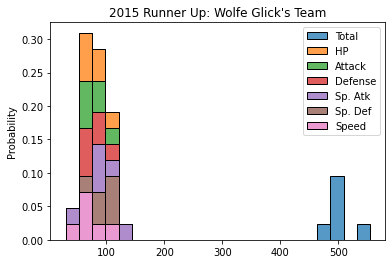 2015 Runner Up: Wolfe Glick's Team
Probability
0.30
0.25
0.20
0.15
0.10
0.05
0.00
100
200
300
400
500
Total
HP
Attack
Defense
Sp. Atk
Sp. Def
Speed